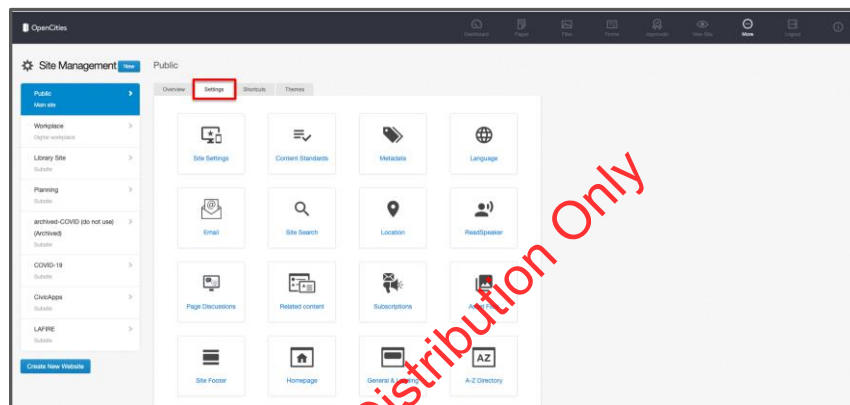 OpenCities
Dashboard Pages Files Forms Approvals View Site More Logout
Site Management New
Public
Public
Main site
Workplace
Digital workplace
Library Site
Subsite
Planning
Subsite
archived-COVID (do not use)
(Archived)
Subsite
COVID-19
Subsite
CivicApps
Subsite
LAFIRE
Subsite
Create New Website
Overview Settings Shortcuts Themes
Site Settings Content Standards Metadata Language
Email Site Search Location ReadSpeaker
Page Discussions Related content Subscriptions
Site Footer Homepage General & A-Z Directory
AZ
Distribution Only